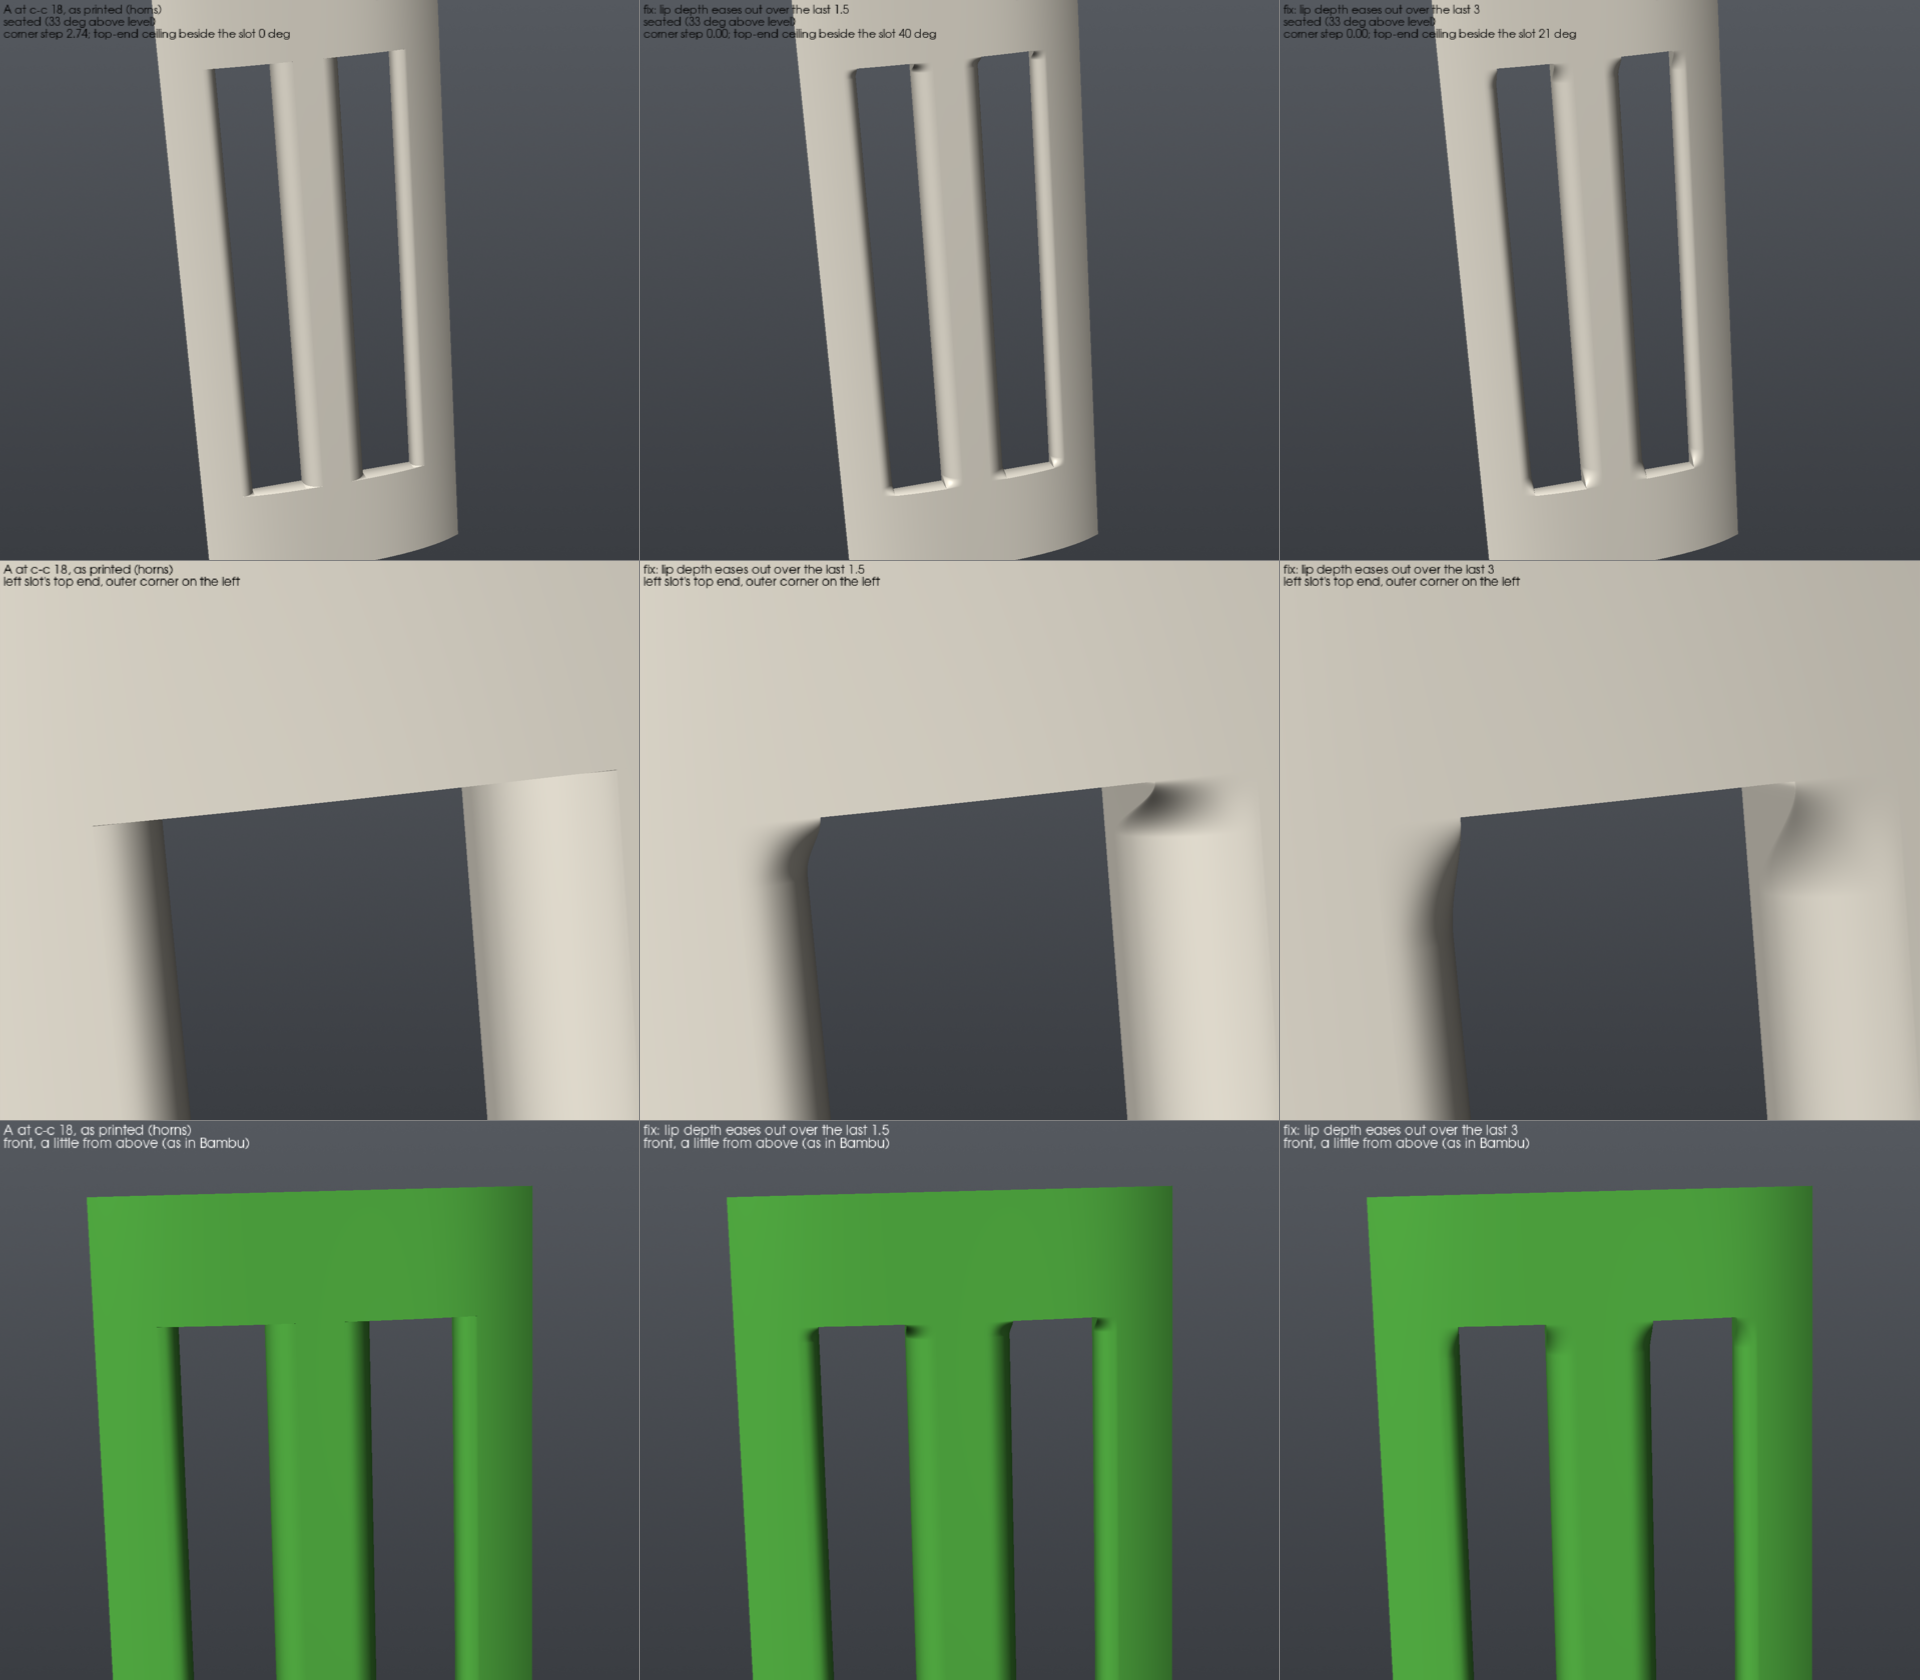 A at c-c 18, as printed (horns)
seated (33 deg above level)
corner step 2.74; top-end ceiling beside the slot 0 deg
fix: lip depth eases out over the last 1.5
seated (33 deg above level)
corner step 0.00; top-end ceiling beside the slot 40 deg
fix: lip depth eases out over the last 3
seated (33 deg above level)
corner step 0.00; top-end ceiling beside the slot 21 deg
A at c-c 18, as printed (horns)
left slot's top end, outer corner on the left
fix: lip depth eases out over the last 1.5
left slot's top end, outer corner on the left
fix: lip depth eases out over the last 3
left slot's top end, outer corner on the left
A at c-c 18, as printed (horns)
front, a little from above (as in Bambu)
fix: lip depth eases out over the last 1.5
front, a little from above (as in Bambu)
fix: lip depth eases out over the last 3
front, a little from above (as in Bambu)